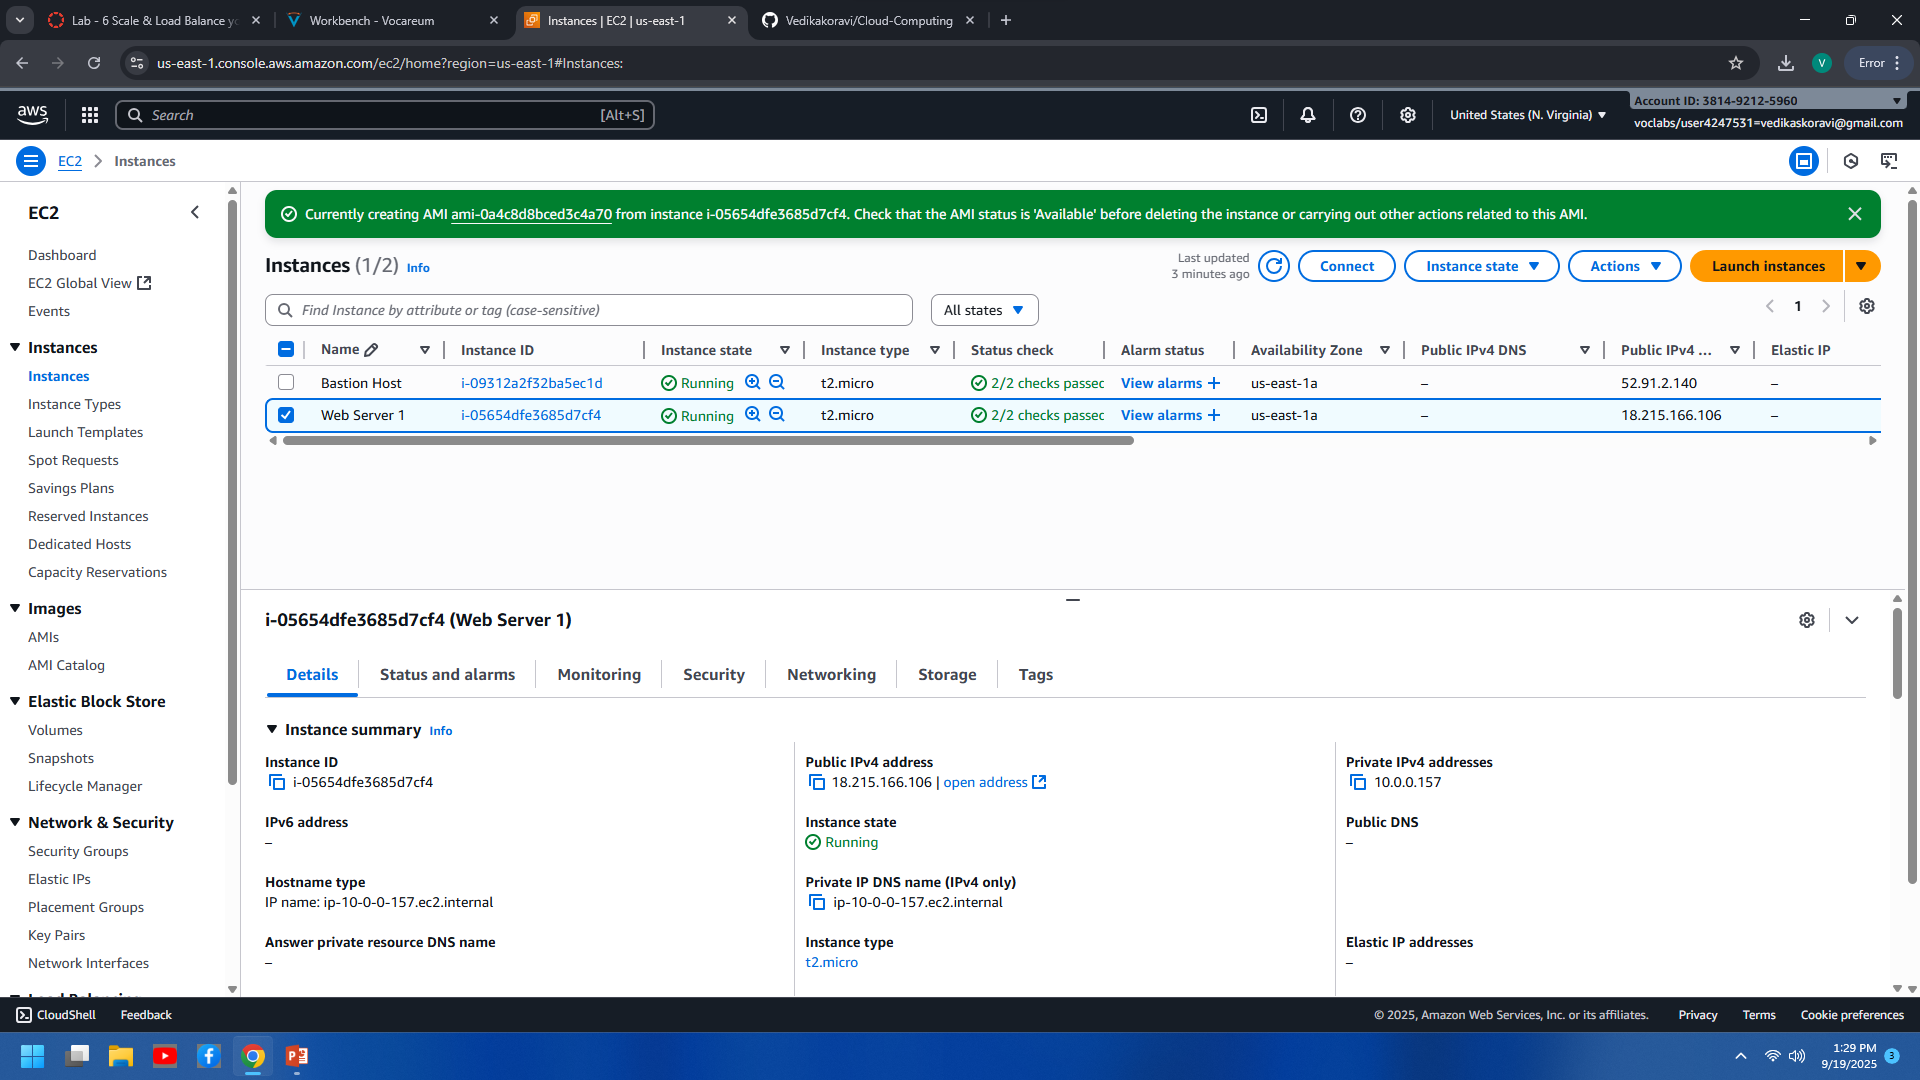 Lab - 6 Scale & Load Balance yo
Workbench - Vocareum
Instances | EC2 | us-east-1
Vedikakoravi/Cloud-Computing
us-east-1.console.aws.amazon.com/ec2/home?region=us-east-1#Instances:
V
Error
aws
Search
[Alt+S]
United States (N. Virginia)
Account ID: 3814-9212-5960
voclabs/user4247531=vedikaskoravi@gmail.com
EC2
Instances
EC2
Dashboard
EC2 Global View
Events
Instances
Instances
Instance Types
Launch Templates
Spot Requests
Savings Plans
Reserved Instances
Dedicated Hosts
Capacity Reservations
Images
AMIs
AMI Catalog
Elastic Block Store
Volumes
Snapshots
Lifecycle Manager
Network & Security
Security Groups
Elastic IPs
Placement Groups
Key Pairs
Network Interfaces
Load Balancing
Currently creating AMI ami-0a4c8d8bced3c4a70 from instance i-05654dfe3685d7cf4. Check that the AMI status is 'Available' before deleting the instance or carrying out other actions related to this AMI.
Instances (1/2) Info
Last updated
3 minutes ago
Connect
Instance state
Actions
Launch instances
Find Instance by attribute or tag (case-sensitive)
All states
1
Name Instance ID Instance state Instance type Status check Alarm status Availability Zone Public IPv4 DNS Public IPv4 ... Elastic IP
Bastion Host i-09312a2f32ba5ec1d Running t2.micro 2/2 checks passec View alarms + us-east-1a – 52.91.2.140 –
Web Server 1 i-05654dfe3685d7cf4 Running t2.micro 2/2 checks passec View alarms + us-east-1a – 18.215.166.106 –
i-05654dfe3685d7cf4 (Web Server 1)
Details
Status and alarms
Monitoring
Security
Networking
Storage
Tags
Instance summary Info
Instance ID
i-05654dfe3685d7cf4
Public IPv4 address
18.215.166.106 | open address
Private IPv4 addresses
10.0.0.157
IPv6 address
–
Instance state
Running
Public DNS
–
Hostname type
IP name: ip-10-0-0-157.ec2.internal
Private IP DNS name (IPv4 only)
ip-10-0-0-157.ec2.internal
Answer private resource DNS name
–
Instance type
t2.micro
Elastic IP addresses
–
CloudShell
Feedback
© 2025, Amazon Web Services, Inc. or its affiliates.
Privacy
Terms
Cookie preferences
1:29 PM
9/19/2025
3